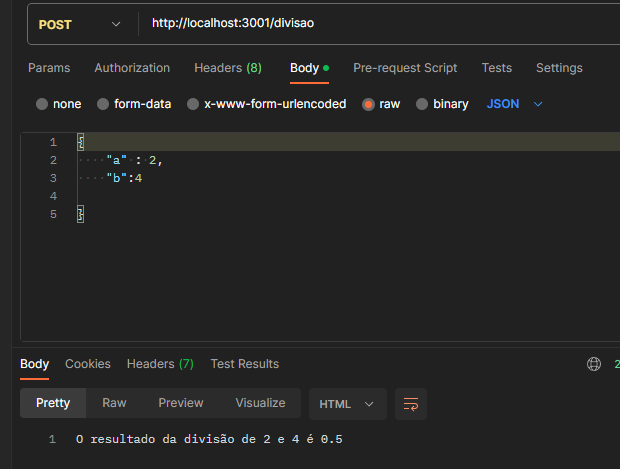 POST http://localhost:3001/divisao
Params Authorization Headers (8) Body Pre-request Script Tests Settings
none form-data x-www-form-urlencoded raw binary JSON
1 {
2 "a" : 2,
3 "b":4
4
5 }
Body Cookies Headers (7) Test Results 2
Pretty Raw Preview Visualize HTML
1 O resultado da divisão de 2 e 4 é 0.5